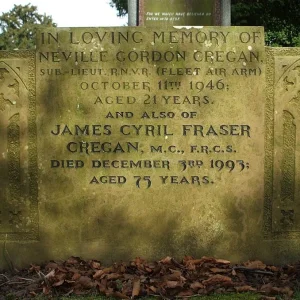 IN LOVING MEMORY OF
NEVILLE GORDON CREGAN,
SUB-LIEUT. R.N.V.R. (FLEET AIR ARM)
OCTOBER 11TH 1946;
AGED 21 YEARS.
AND ALSO OF
JAMES CYRIL FRASER
CREGAN, M.C., F.R.C.S.
DIED DECEMBER 3RD 1993;
AGED 75 YEARS.